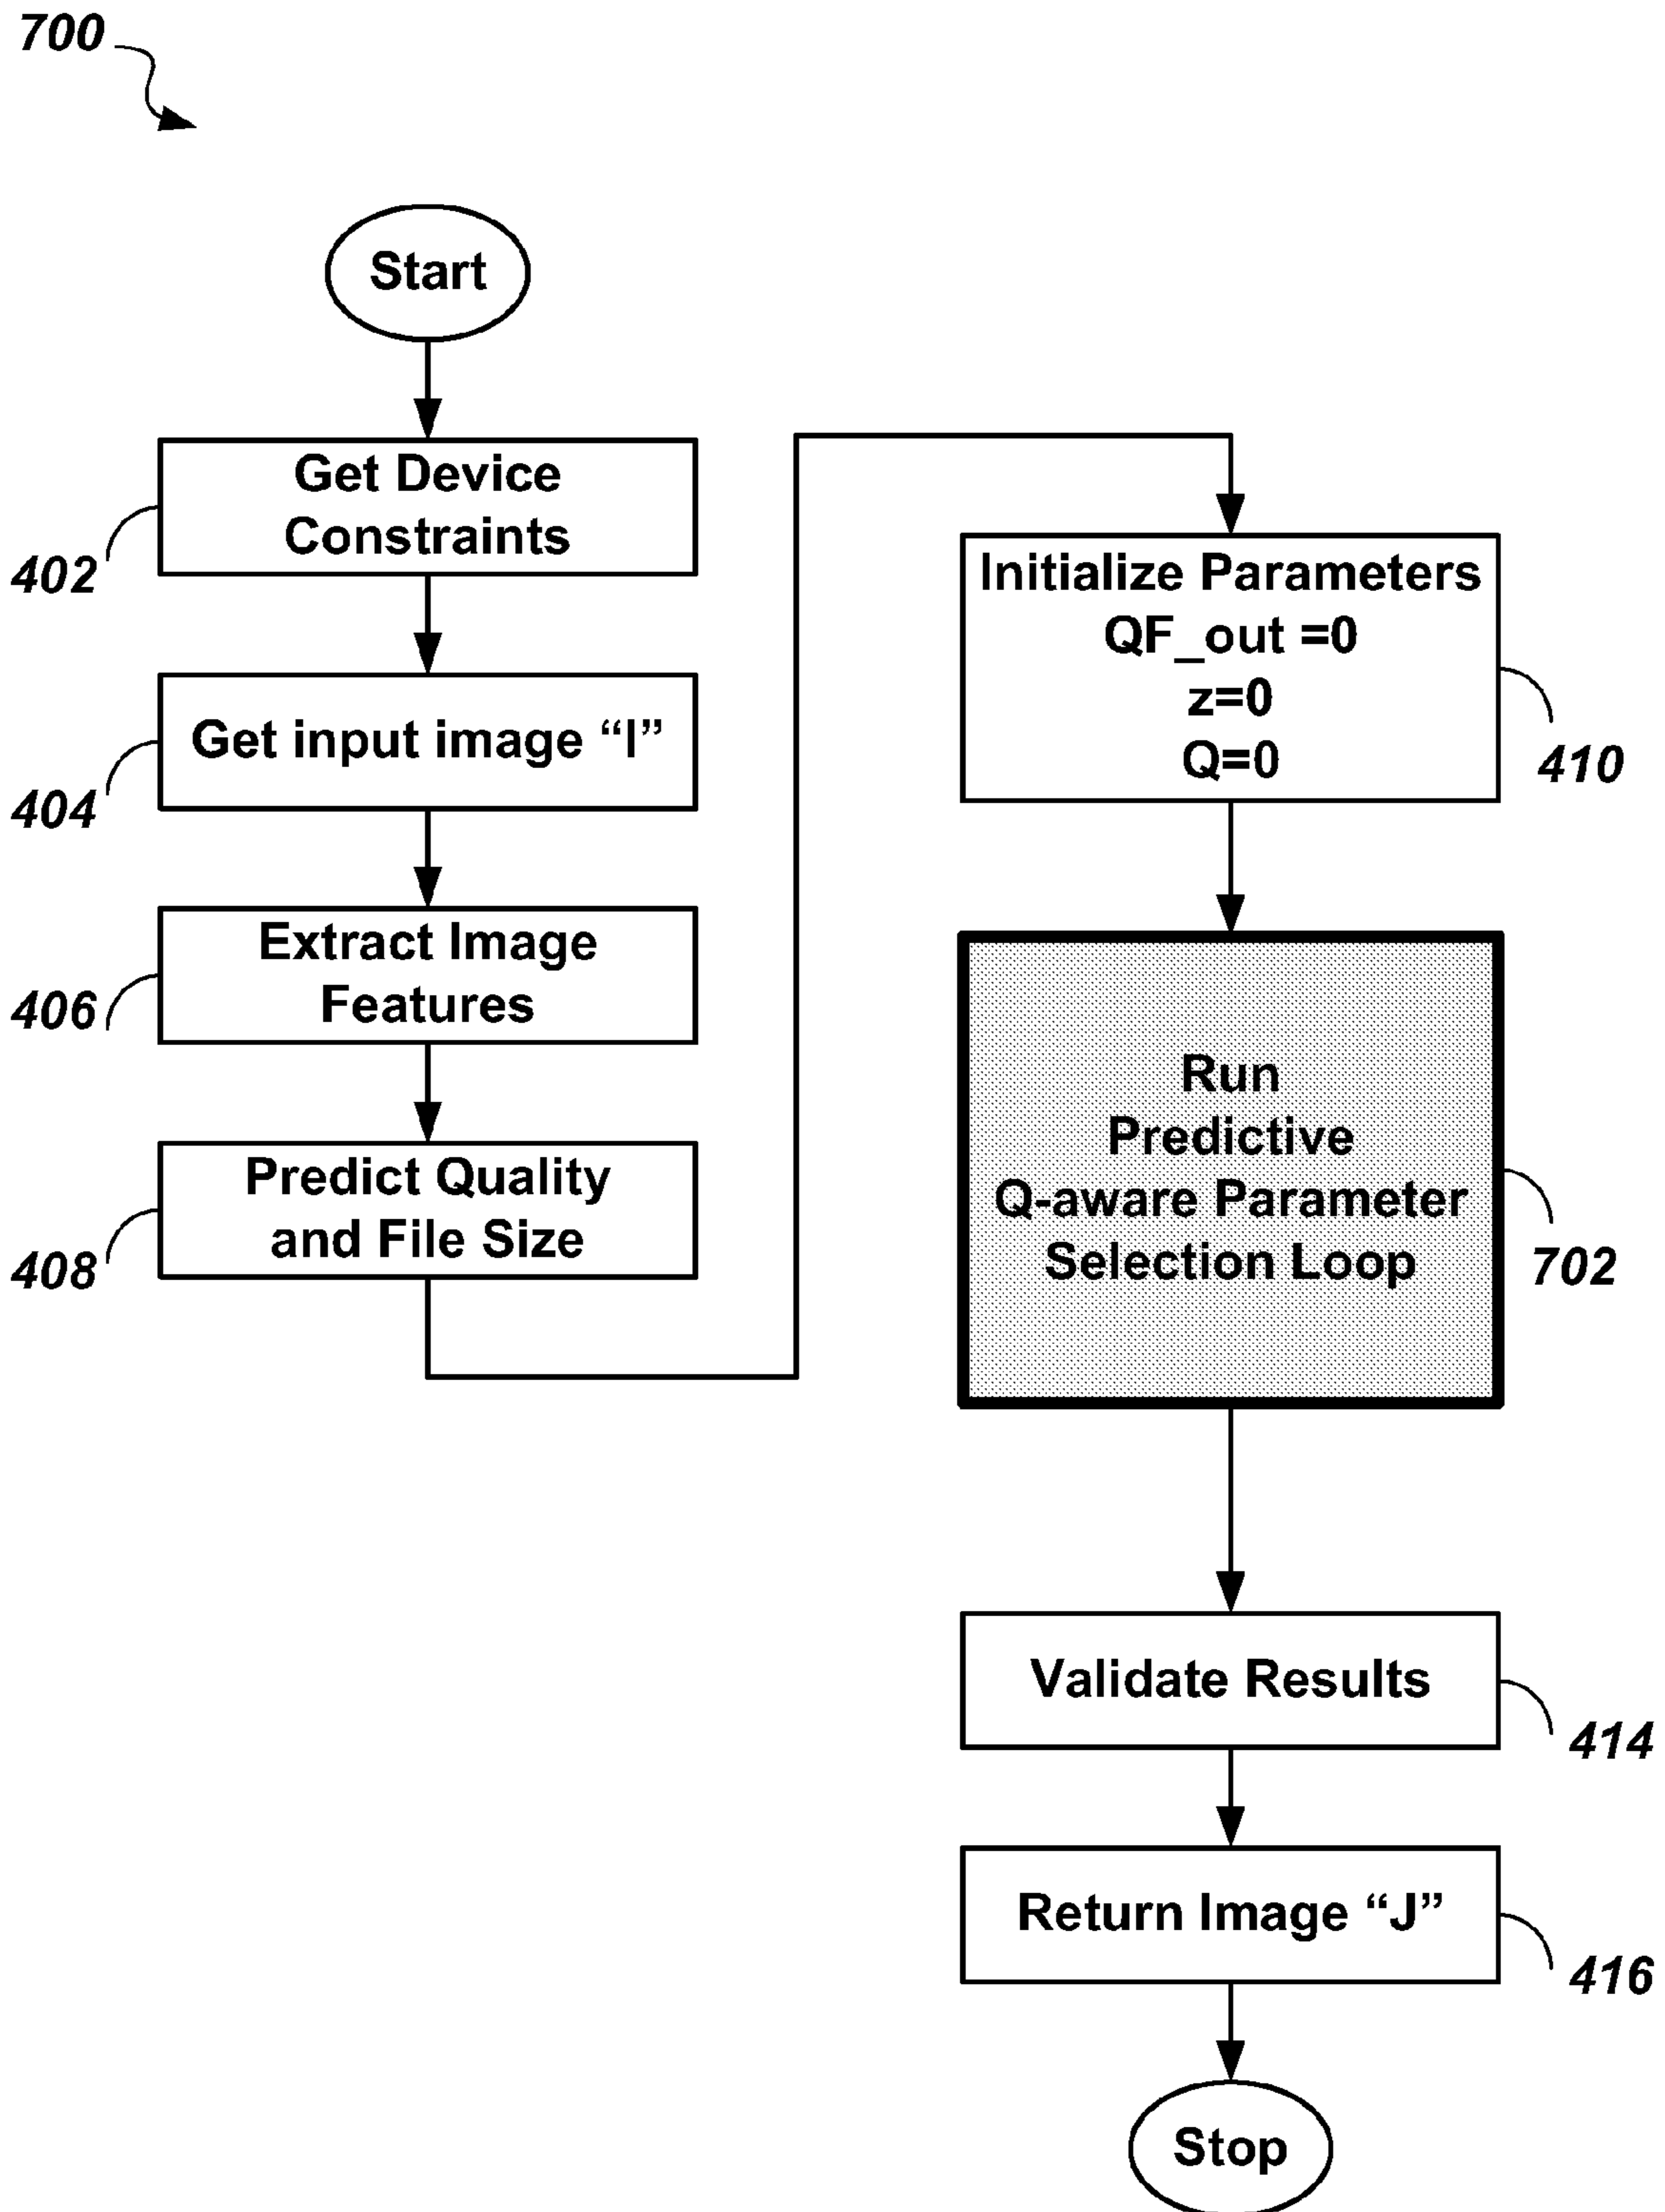 700
Start
Get Device
Constraints
402
Get input image “I”
404
Extract Image
Features
406
Predict Quality
and File Size
408
Initialize Parameters
QF_out =0
z=0
Q=0
410
Run
Predictive
Q-aware Parameter
Selection Loop
702
Validate Results
414
Return Image “J”
416
Stop